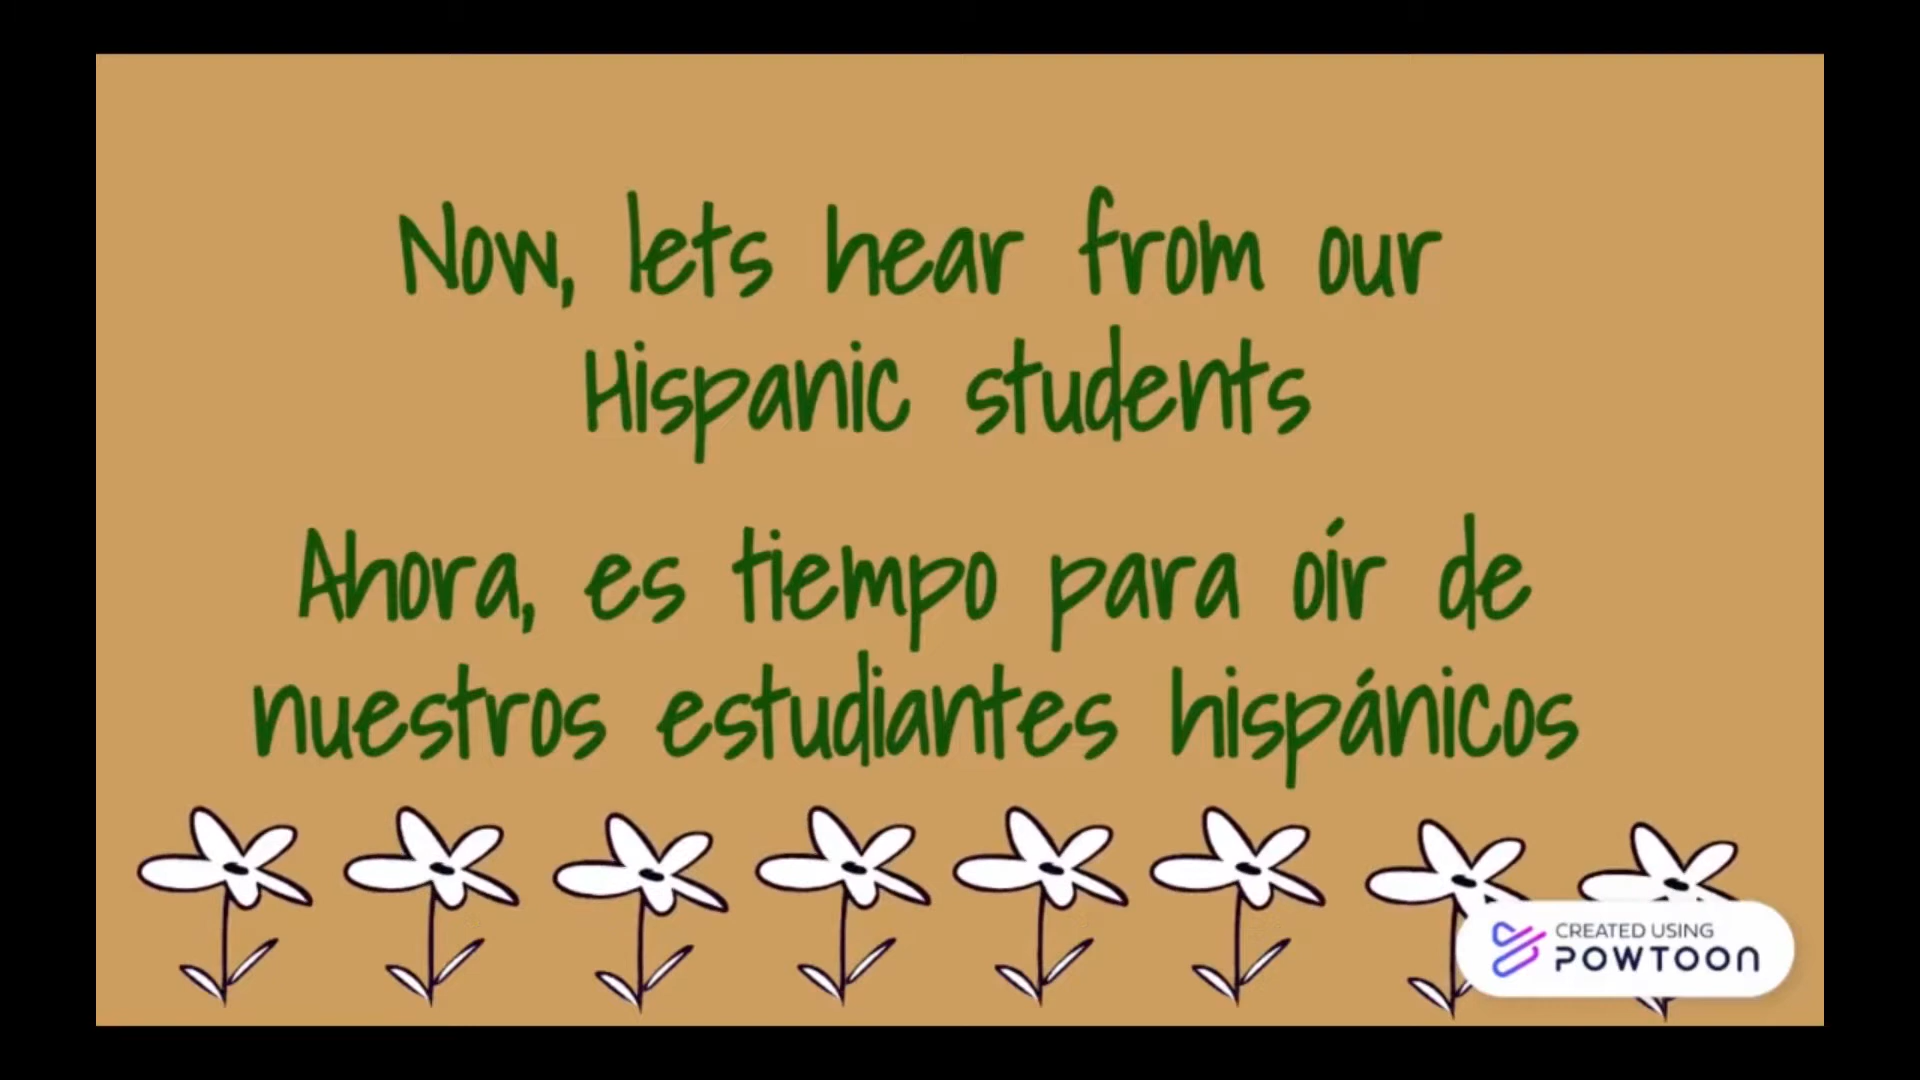 Now, lets hear from our
Hispanic students
Ahora, es tiempo para oír de
nuestros estudiantes hispánicos
CREATED USING
POWTOON